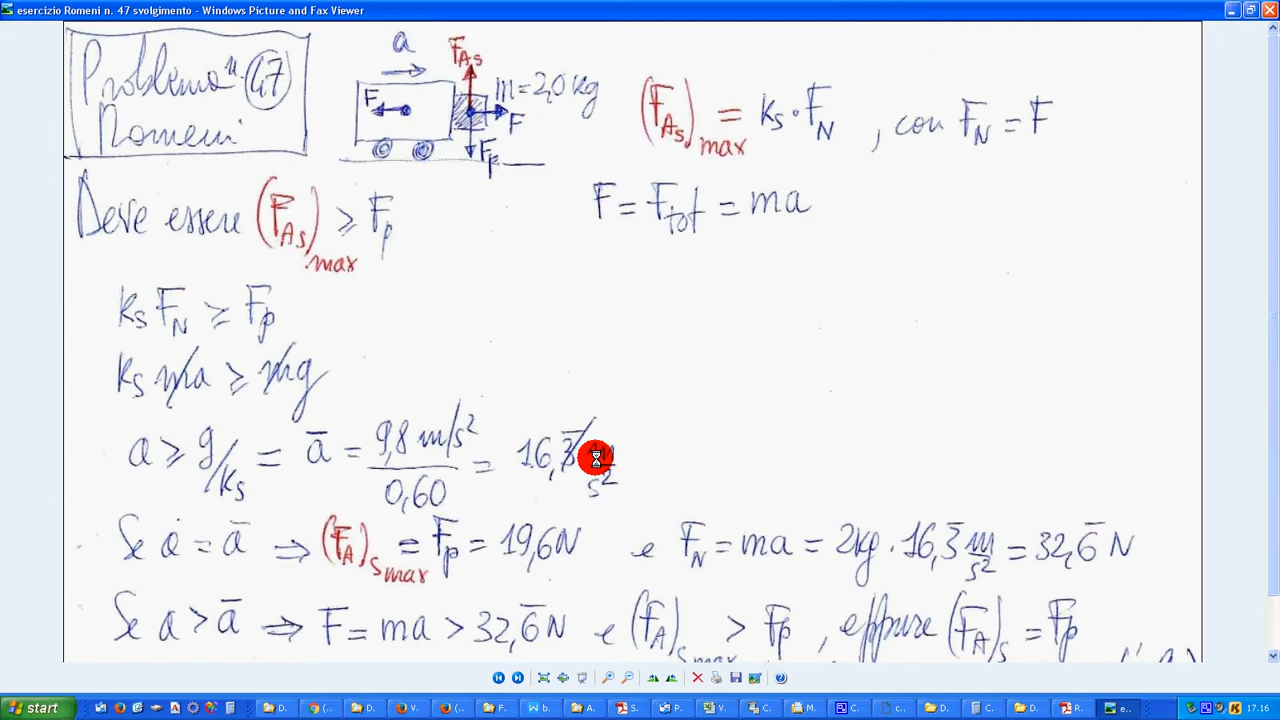 esercizio Romeni n. 47 svolgimento - Windows Picture and Fax Viewer
Problema n. 47
Romeni
a
F_As
m = 2,0 kg
F
F
F_p
(F_As)_max = k_s · F_N , con F_N = F
Deve essere (F_As)_max ≥ F_p
F = F_tot = ma
k_s F_N ≥ F_p
k_s ma ≥ mg
a ≥ g/k_s = a̅ = 9,8 m/s² / 0,60 = 16,3̅ m/s²
Se a = a̅ ⇒ (F_A)_s max = F_p = 19,6 N e F_N = ma = 2kg · 16,3̅ m/s² = 32,6̅ N
Se a > a̅ ⇒ F = ma > 32,6̅ N e (F_A)_s max > F_p , eppure (F_A)_s = F_p
start
D.
(
D.
V.
(
F.
b.
A.
S.
P.
V.
C.
M.
C.
c.
D.
C.
D.
R.
e..
17.16